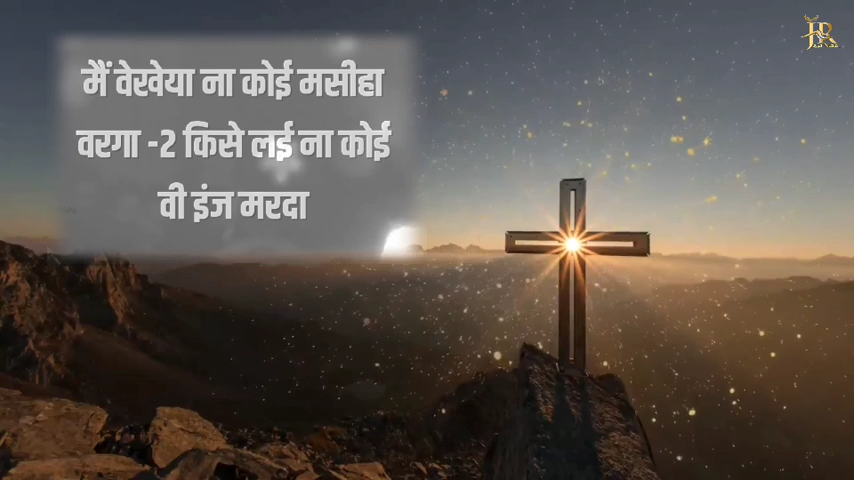 मैं वेखेया ना कोई मसीहा
वरगा -2 किसे लई ना कोई
वी इंज मरदा